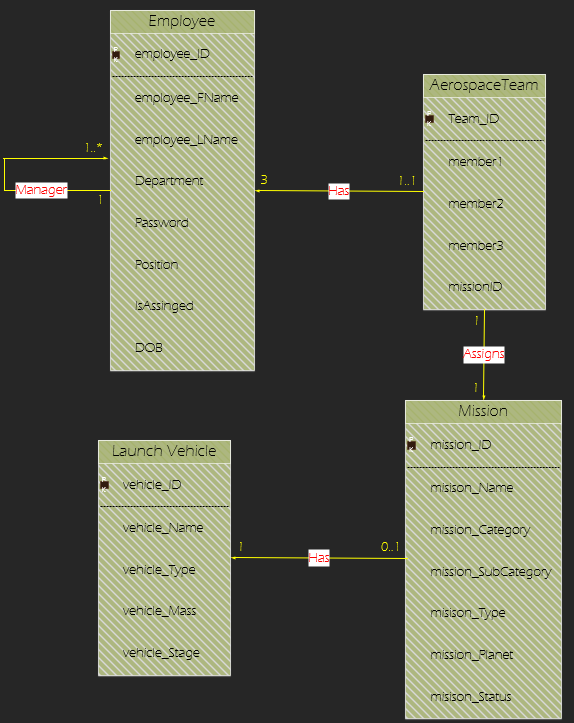 Employee
employee_ID
employee_FName
employee_LName
Department
Password
Position
IsAssinged
DOB
1..*
Manager
1
3
Has
1..1
AerospaceTeam
Team_ID
member1
member2
member3
missionID
1
Assigns
1
Mission
mission_ID
misison_Name
mission_Category
mission_SubCategory
misison_Type
mission_Planet
misison_Status
Launch Vehicle
vehicle_ID
vehicle_Name
vehicle_Type
vehicle_Mass
vehicle_Stage
1
Has
0..1